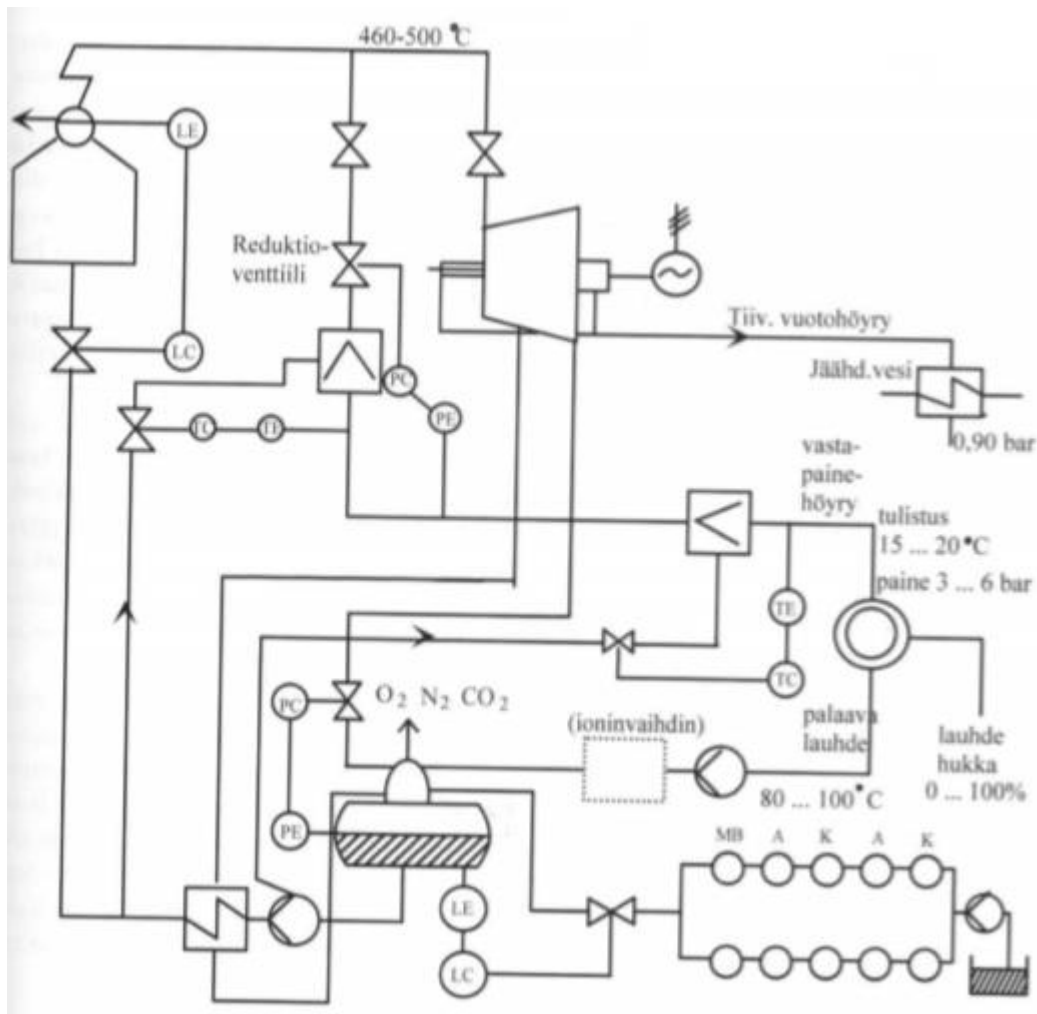 460-500 °C
LE
Reduktio-
venttiili
LC
PC
PE
TC
TE
Tiiv. vuotohöyry
Jäähd.vesi
0,90 bar
vasta-
paine-
höyry
tulistus
15 ... 20 °C
paine 3 ... 6 bar
TE
TC
PC
O2 N2 CO2
(ioninvaihdin)
palaava
lauhde
lauhde
hukka
0 ... 100%
80 ... 100 °C
PE
MB A K A K
LE
LC